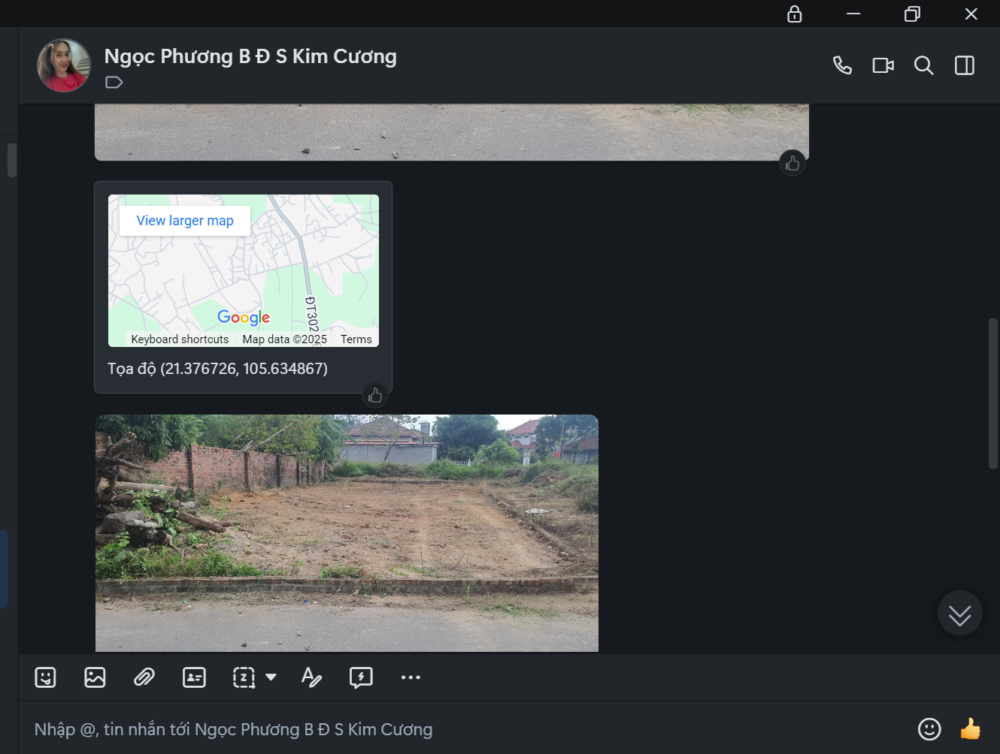 Ngọc Phương B Đ S Kim Cương
View larger map
ĐT302
Google
Keyboard shortcuts
Map data ©2025
Terms
Tọa độ (21.376726, 105.634867)
Nhập @, tin nhắn tới Ngọc Phương B Đ S Kim Cương